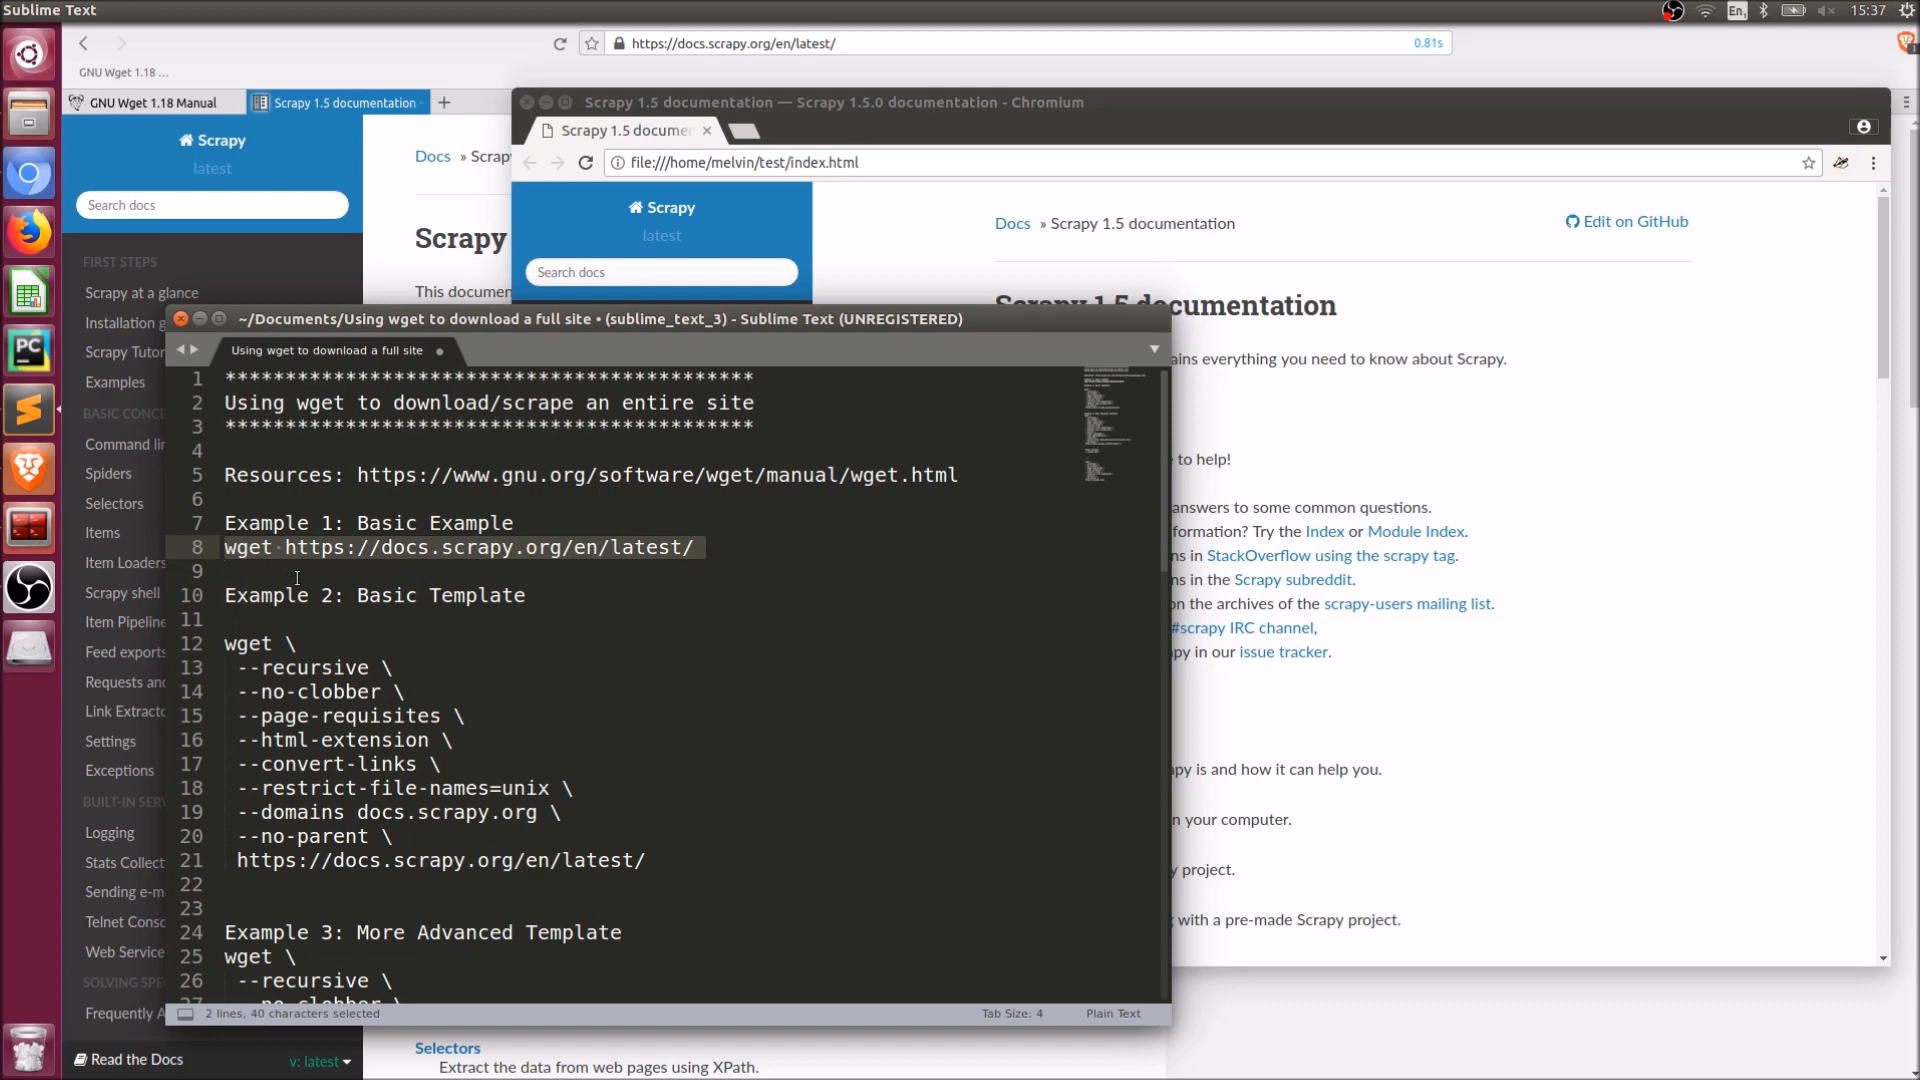 Sublime Text
En
15:37
https://docs.scrapy.org/en/latest/
0.81s
GNU Wget 1.18 ...
GNU Wget 1.18 Manual
Scrapy 1.5 documentation
Scrapy
latest
Search docs
FIRST STEPS
Scrapy at a glance
Installation g
Scrapy Tutor
Examples
BASIC CONCE
Command lin
Spiders
Selectors
Items
Item Loaders
Scrapy shell
Item Pipeline
Feed exports
Requests and
Link Extracto
Settings
Exceptions
BUILT-IN SERV
Logging
Stats Collect
Sending e-m
Telnet Conso
Web Service
SOLVING SPE
Frequently A
Read the Docs
v: latest
Docs » Scrapy
Scrapy
This documen
Selectors
Extract the data from web pages using XPath.
Scrapy 1.5 documentation — Scrapy 1.5.0 documentation - Chromium
Scrapy 1.5 documen
file:///home/melvin/test/index.html
Scrapy
latest
Search docs
Docs » Scrapy 1.5 documentation
Edit on GitHub
Scrapy 1.5 documentation
ains everything you need to know about Scrapy.
to help!
answers to some common questions.
formation? Try the Index or Module Index.
ns in StackOverflow using the scrapy tag.
ns in the Scrapy subreddit.
on the archives of the scrapy-users mailing list.
#scrapy IRC channel,
py in our issue tracker.
apy is and how it can help you.
n your computer.
y project.
with a pre-made Scrapy project.
~/Documents/Using wget to download a full site • (sublime_text_3) - Sublime Text (UNREGISTERED)
Using wget to download a full site
1 ********************************************
2 Using wget to download/scrape an entire site
3 ********************************************
4
5 Resources: https://www.gnu.org/software/wget/manual/wget.html
6
7 Example 1: Basic Example
8 wget https://docs.scrapy.org/en/latest/
9
10 Example 2: Basic Template
11
12 wget \
13 --recursive \
14 --no-clobber \
15 --page-requisites \
16 --html-extension \
17 --convert-links \
18 --restrict-file-names=unix \
19 --domains docs.scrapy.org \
20 --no-parent \
21 https://docs.scrapy.org/en/latest/
22
23
24 Example 3: More Advanced Template
25 wget \
26 --recursive \
27 --no-clobber \
2 lines, 40 characters selected
Tab Size: 4
Plain Text